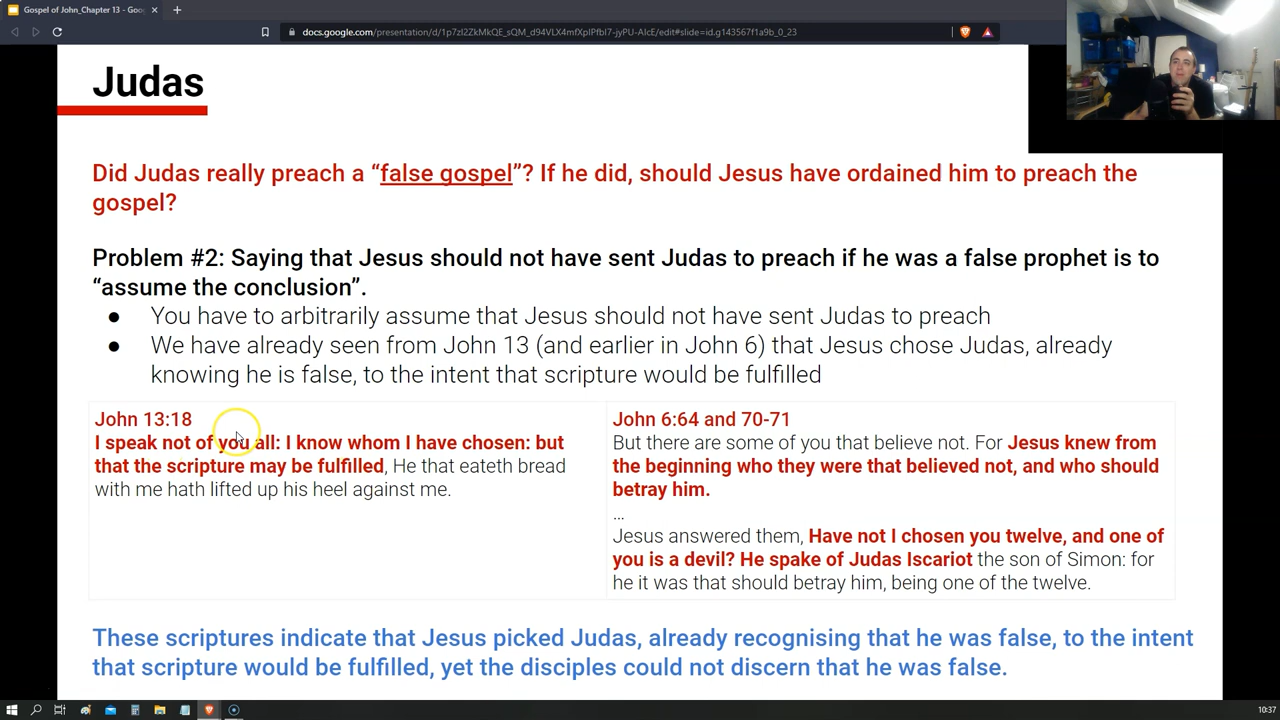 Gospel of John_Chapter 13 - Goo
docs.google.com/presentation/d/1p7zI2ZkMkQE_sQM_d94VLX4mfXpIPfbI7-jyPU-AIcE/edit#slide=id.g143567f1a9b_0_23
Judas
Did Judas really preach a “false gospel”? If he did, should Jesus have ordained him to preach the
gospel?
Problem #2: Saying that Jesus should not have sent Judas to preach if he was a false prophet is to
“assume the conclusion”.
● You have to arbitrarily assume that Jesus should not have sent Judas to preach
● We have already seen from John 13 (and earlier in John 6) that Jesus chose Judas, already
knowing he is false, to the intent that scripture would be fulfilled
John 13:18
I speak not of you all: I know whom I have chosen: but
that the scripture may be fulfilled, He that eateth bread
with me hath lifted up his heel against me.
John 6:64 and 70-71
But there are some of you that believe not. For Jesus knew from
the beginning who they were that believed not, and who should
betray him.
...
Jesus answered them, Have not I chosen you twelve, and one of
you is a devil? He spake of Judas Iscariot the son of Simon: for
he it was that should betray him, being one of the twelve.
These scriptures indicate that Jesus picked Judas, already recognising that he was false, to the intent
that scripture would be fulfilled, yet the disciples could not discern that he was false.
10:37